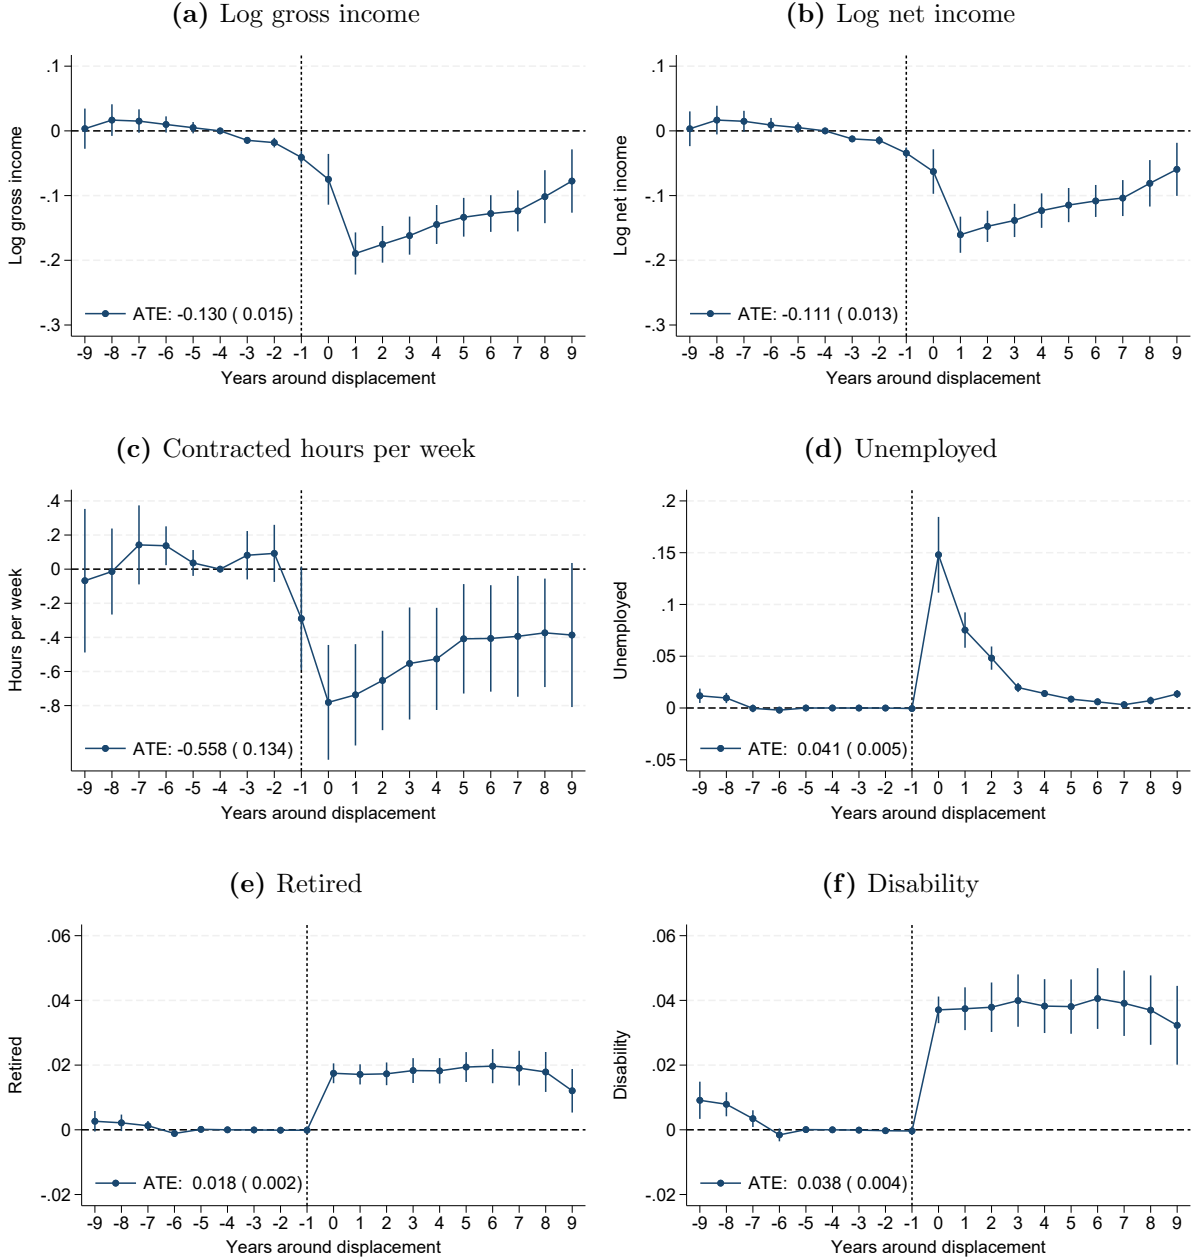 (a) Log gross income
.1
0
-.1
-.2
-.3
Log gross income
ATE: -0.130 ( 0.015)
-9 -8 -7 -6 -5 -4 -3 -2 -1 0 1 2 3 4 5 6 7 8 9
Years around displacement
(b) Log net income
.1
0
-.1
-.2
-.3
Log net income
ATE: -0.111 ( 0.013)
-9 -8 -7 -6 -5 -4 -3 -2 -1 0 1 2 3 4 5 6 7 8 9
Years around displacement
(c) Contracted hours per week
.4
.2
0
-.2
-.4
-.6
-.8
Hours per week
ATE: -0.558 ( 0.134)
-9 -8 -7 -6 -5 -4 -3 -2 -1 0 1 2 3 4 5 6 7 8 9
Years around displacement
(d) Unemployed
.2
.15
.1
.05
0
-.05
Unemployed
ATE: 0.041 ( 0.005)
-9 -8 -7 -6 -5 -4 -3 -2 -1 0 1 2 3 4 5 6 7 8 9
Years around displacement
(e) Retired
.06
.04
.02
0
-.02
Retired
ATE: 0.018 ( 0.002)
-9 -8 -7 -6 -5 -4 -3 -2 -1 0 1 2 3 4 5 6 7 8 9
Years around displacement
(f) Disability
.06
.04
.02
0
-.02
Disability
ATE: 0.038 ( 0.004)
-9 -8 -7 -6 -5 -4 -3 -2 -1 0 1 2 3 4 5 6 7 8 9
Years around displacement